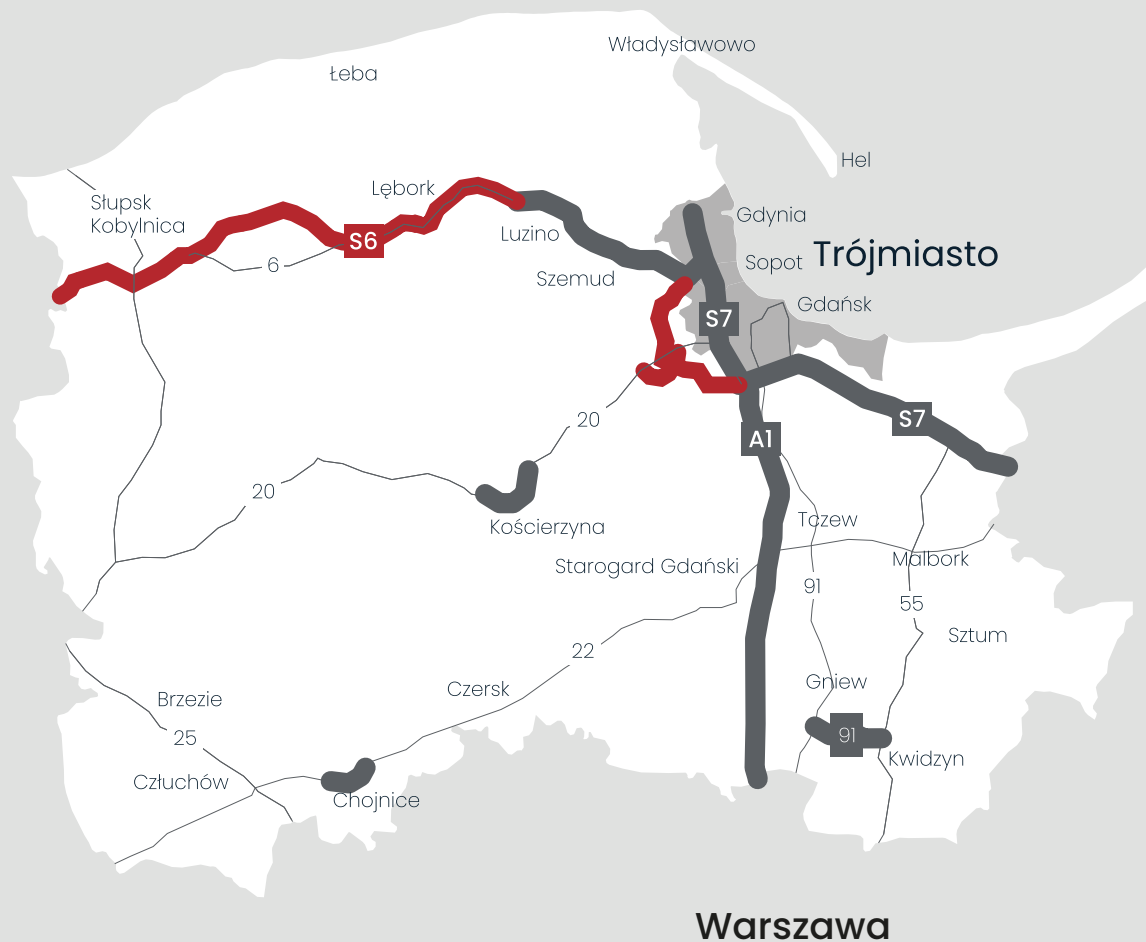 Władysławowo
Łeba
Hel
Lębork
Słupsk
Kobylnica
Gdynia
Luzino
S6
Sopot
Trójmiasto
6
Szemud
Gdańsk
S7
20
S7
A1
20
Kościerzyna
Tczew
Starogard Gdański
Malbork
91
55
Sztum
22
Gniew
Czersk
Brzezie
25
91
Kwidzyn
Człuchów
Chojnice
Warszawa